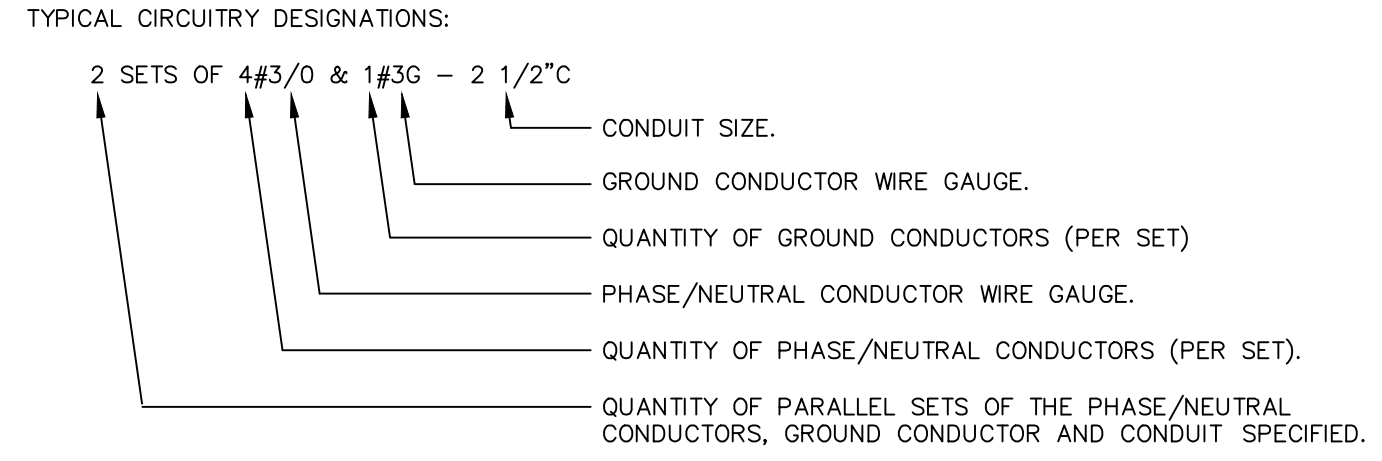 TYPICAL CIRCUITRY DESIGNATIONS:
2 SETS OF 4#3/0 & 1#3G – 2 1/2"C
CONDUIT SIZE.
GROUND CONDUCTOR WIRE GAUGE.
QUANTITY OF GROUND CONDUCTORS (PER SET)
PHASE/NEUTRAL CONDUCTOR WIRE GAUGE.
QUANTITY OF PHASE/NEUTRAL CONDUCTORS (PER SET).
QUANTITY OF PARALLEL SETS OF THE PHASE/NEUTRAL
CONDUCTORS, GROUND CONDUCTOR AND CONDUIT SPECIFIED.